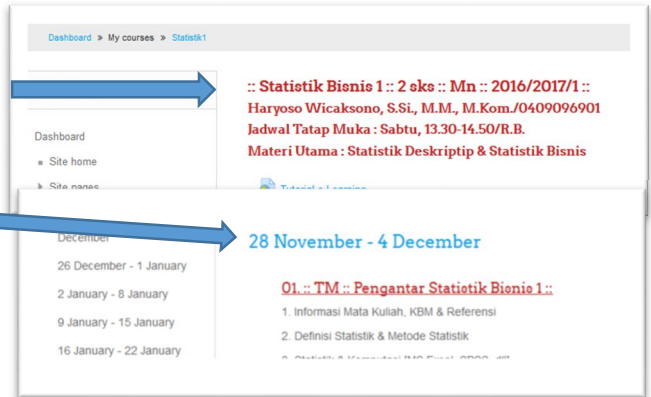 Dashboard » My courses » Statistik1
:: Statistik Bisnis 1 :: 2 sks :: Mn :: 2016/2017/1 ::
Haryoso Wicaksono, S.Si., M.M., M.Kom./0409096901
Jadwal Tatap Muka : Sabtu, 13.30-14.50/R.B.
Materi Utama : Statistik Deskriptip & Statistik Bisnis
Dashboard
Site home
Site pages
Tutorial e-Learning
December
26 December - 1 January
2 January - 8 January
9 January - 15 January
16 January - 22 January
28 November - 4 December
01. :: TM :: Pengantar Statistik Bisnis 1 ::
1. Informasi Mata Kuliah, KBM & Referensi
2. Definisi Statistik & Metode Statistik